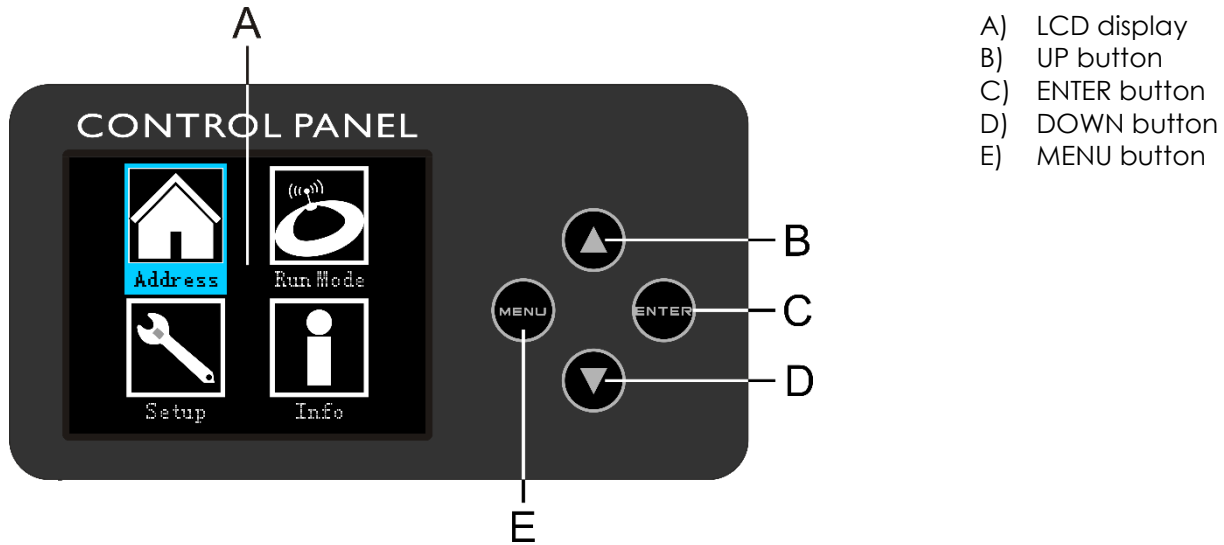 A
CONTROL PANEL
Address
Run Mode
Setup
Info
MENU
ENTER
B
C
D
E
A) LCD display
B) UP button
C) ENTER button
D) DOWN button
E) MENU button